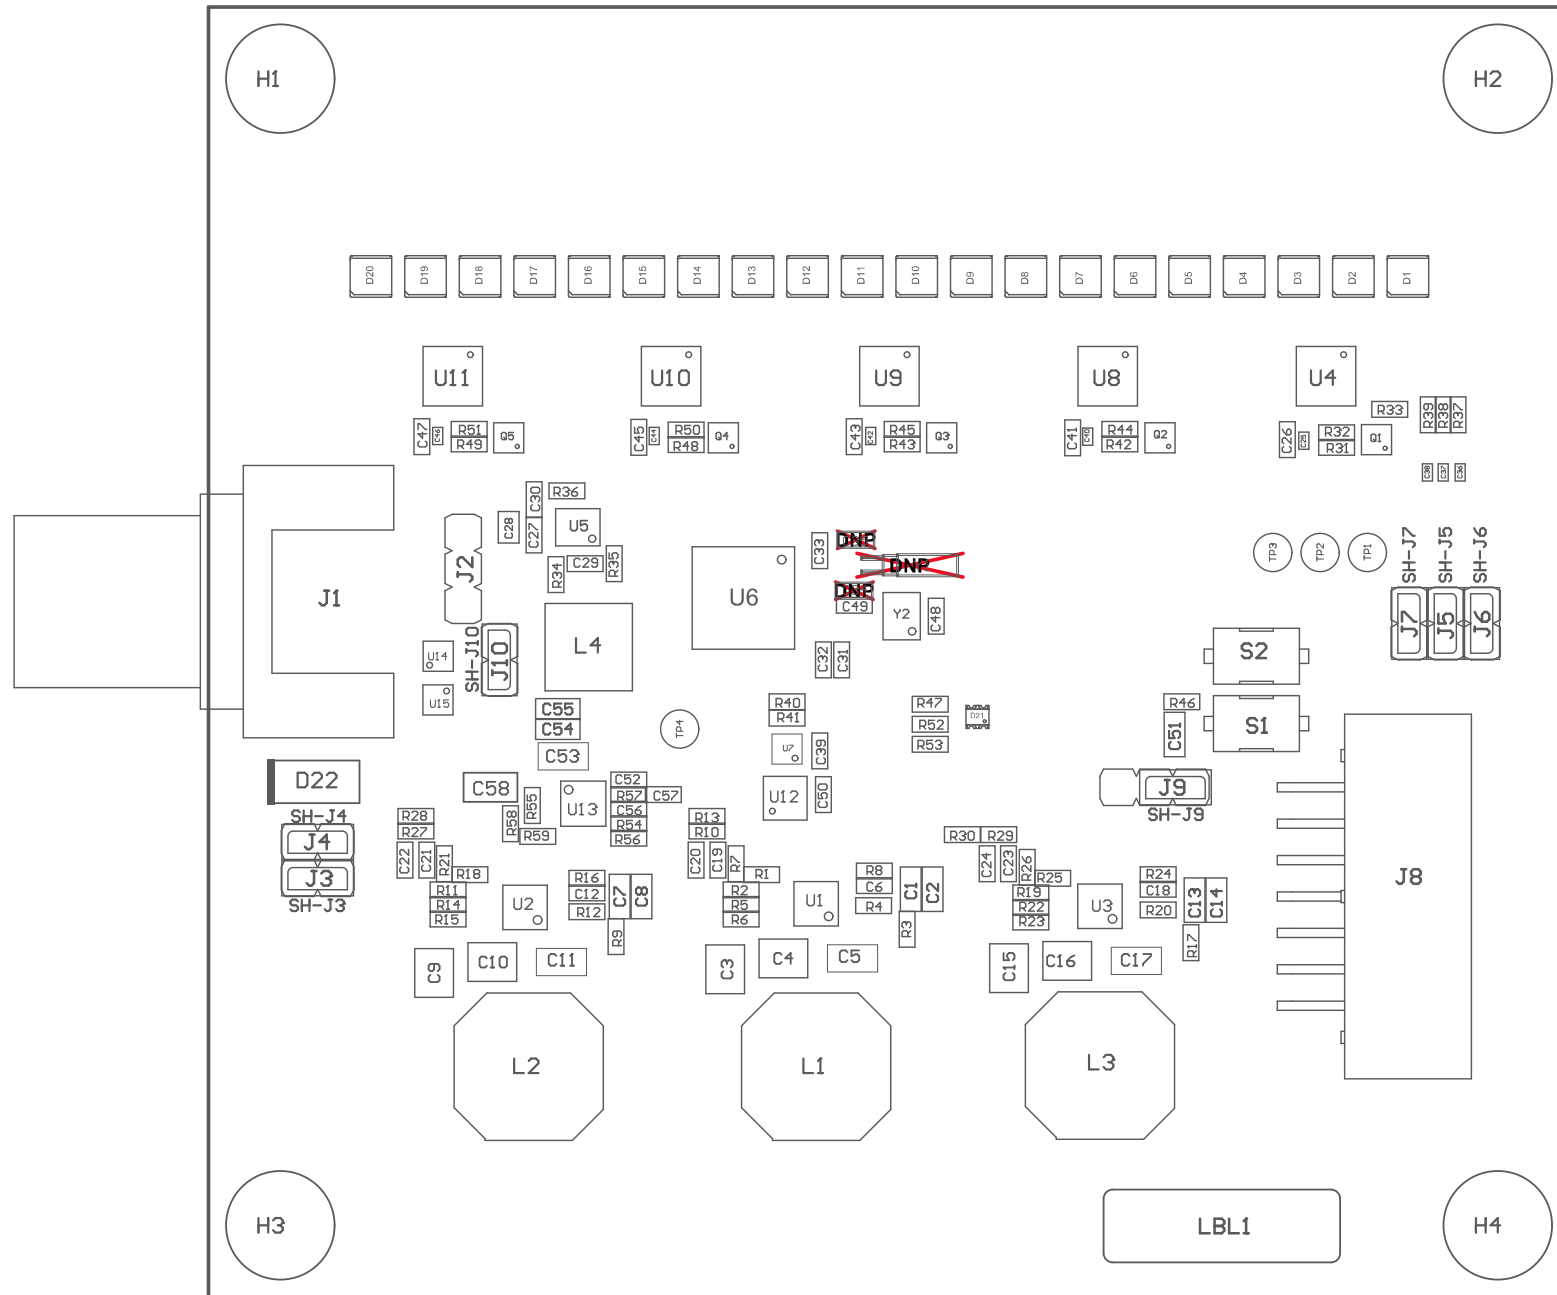 H1
H2
D20 D19 D18 D17 D16 D15 D14 D13 D12 D11 D10 D9 D8 D7 D6 D5 D4 D3 D2 D1
U11 U10 U9 U8 U4
R33 R39 R38 R37
C47 C46 R51 Q5 C45 C44 R50 Q4 C43 C42 R45 Q3 C41 C40 R44 Q2 C26 C25 R32 Q1
R49 R48 R43 R42 R31
C38 C37 C36
C30 R36
C28 C27 U5
C33 DNP
TP3 TP2 TP1 SH-J7 SH-J5 SH-J6
J2 R34 C29 R35
DNP
J1 U6 DNP
C49 Y2 C48
J7 J5 J6
SH-J10 J10 L4
U14 C32 C31 S2
U15
C55 R40 R47 R46
C54 TP4 R41 R52 D21 C51 S1
C53 U7 C39 R53
D22 C58 R55 U13 C52
R57 C57 U12 C50 J9
SH-J4 R28 R58 C56 R13 SH-J9
R27 R59 R54 R10 R30 R29
J4 R56
C22 C21 R21 R18 C20 C19 R7 R1 R8 C24 C23 R26 R25 R24
J3 R11 R16 C7 C8 R2 C6 C1 C2 R19 C18 C13 C14 J8
SH-J3 R14 U2 C12 R5 U1 R4 R22 U3 R20
R15 R12 R6 R23
R9 R3 R17
C9 C10 C11 C3 C4 C5 C15 C16 C17
L2 L1 L3
H3 LBL1 H4